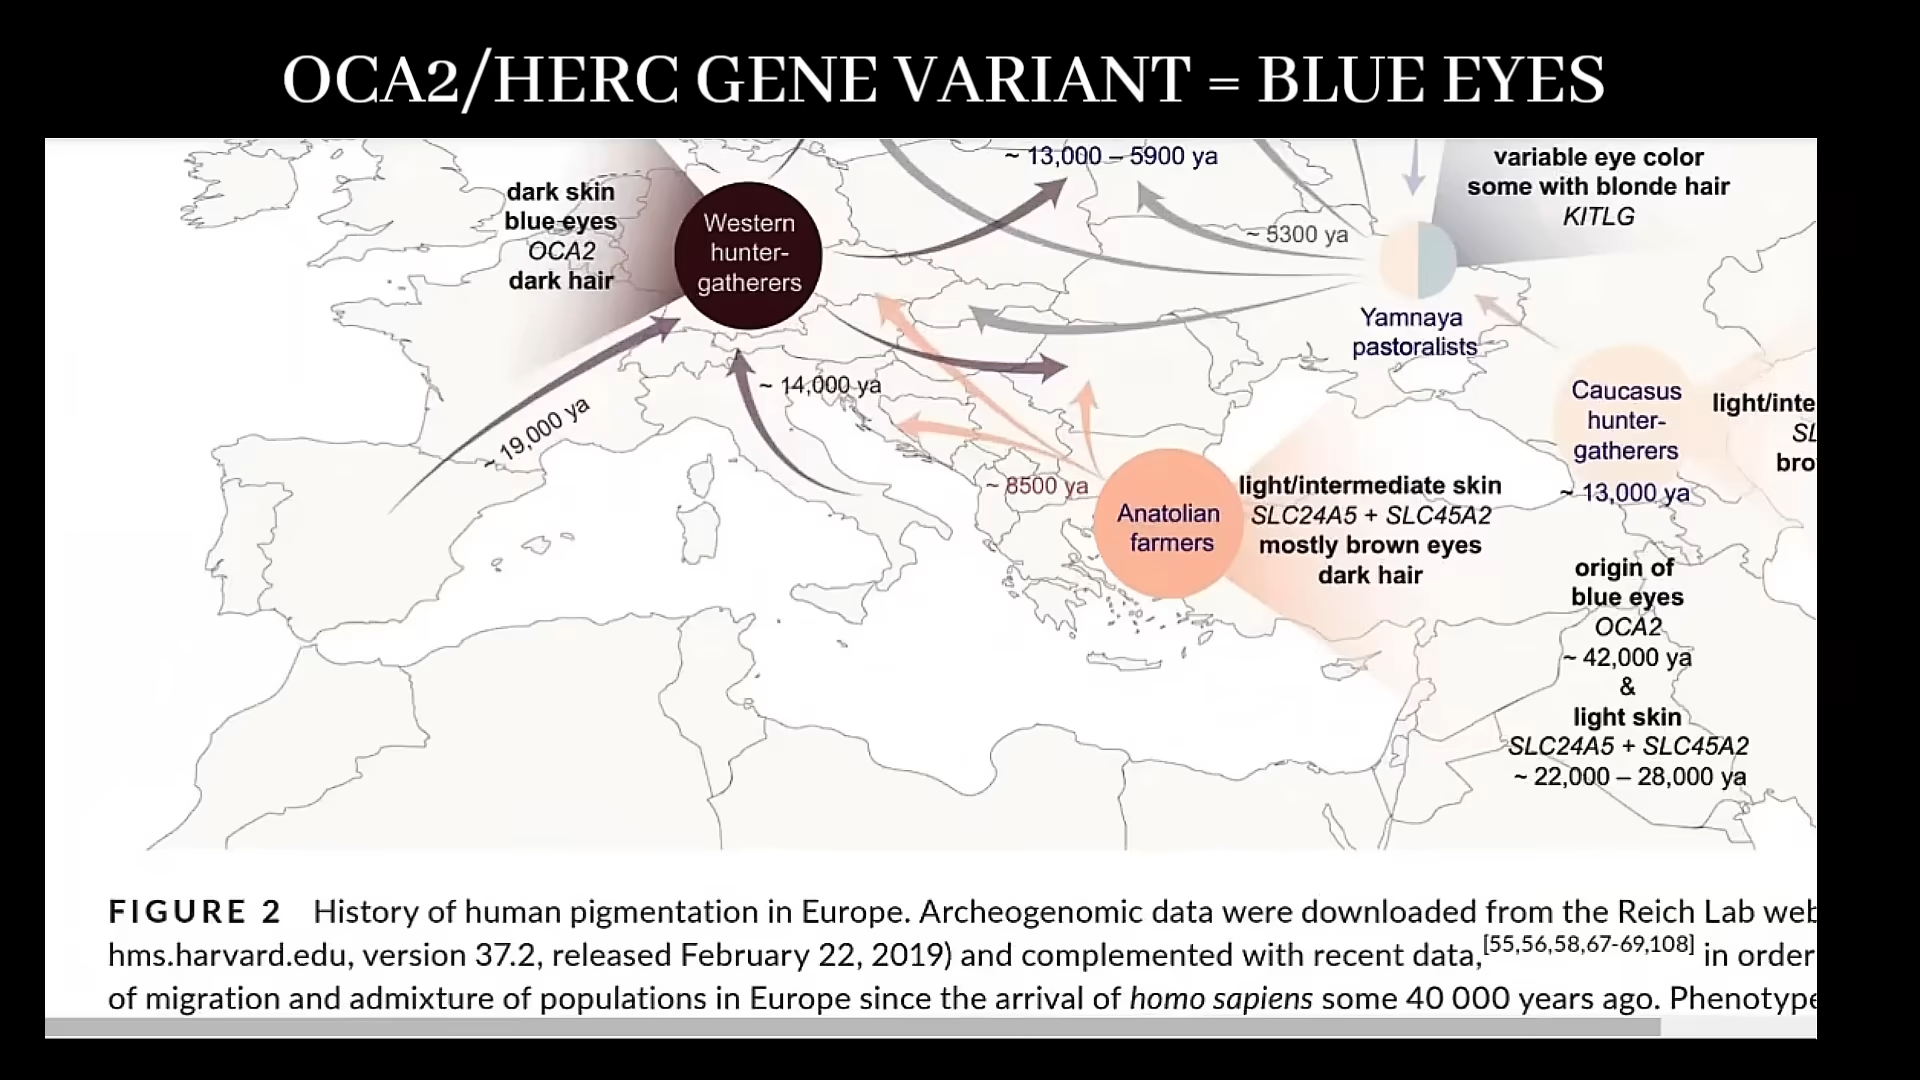 OCA2/HERC GENE VARIANT = BLUE EYES
~ 13,000 – 5900 ya
variable eye color
some with blonde hair
KITLG
dark skin
blue eyes
OCA2
dark hair
Western
hunter-
gatherers
~ 5300 ya
Yamnaya
pastoralists
~ 14,000 ya
~ 19,000 ya
Caucasus
hunter-
gatherers
~ 13,000 ya
light/inte
SL
bro
~ 8500 ya
Anatolian
farmers
light/intermediate skin
SLC24A5 + SLC45A2
mostly brown eyes
dark hair
origin of
blue eyes
OCA2
~ 42,000 ya
&
light skin
SLC24A5 + SLC45A2
~ 22,000 – 28,000 ya
FIGURE 2 History of human pigmentation in Europe. Archeogenomic data were downloaded from the Reich Lab web
hms.harvard.edu, version 37.2, released February 22, 2019) and complemented with recent data,[55,56,58,67-69,108] in order
of migration and admixture of populations in Europe since the arrival of homo sapiens some 40 000 years ago. Phenotype